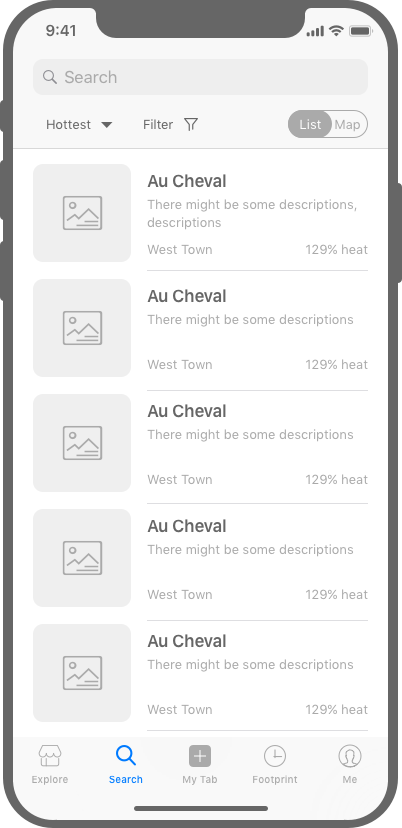 9:41
Search
Hottest Filter List Map
Au Cheval
There might be some descriptions,
descriptions
West Town 129% heat
Au Cheval
There might be some descriptions
West Town 129% heat
Au Cheval
There might be some descriptions
West Town 129% heat
Au Cheval
There might be some descriptions
West Town 129% heat
Au Cheval
There might be some descriptions
West Town 129% heat
Explore Search My Tab Footprint Me